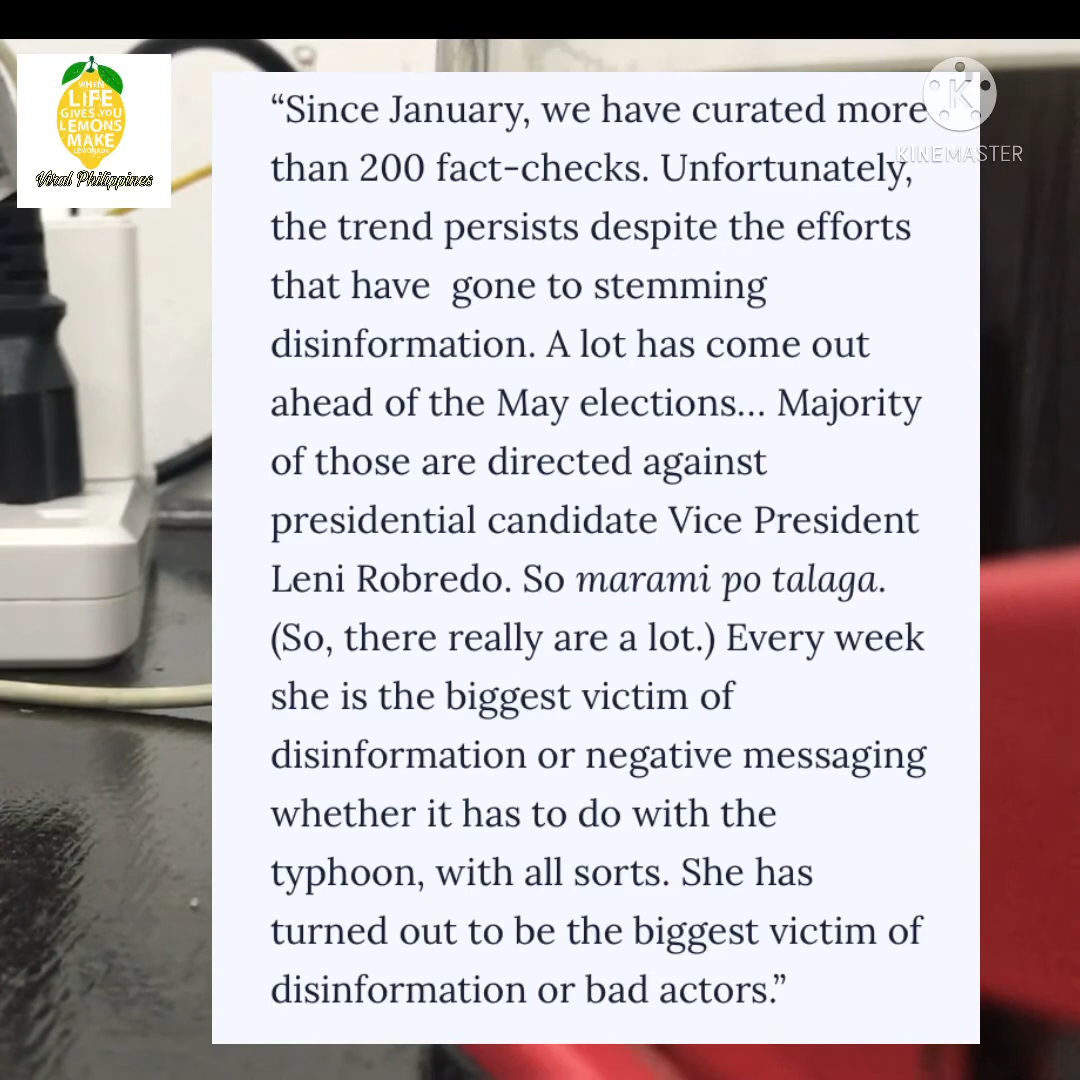 WHEN
LIFE
GIVES YOU
LEMONS
MAKE
LEMONADE
Viral Philippines
K
KINEMASTER
“Since January, we have curated more
than 200 fact-checks. Unfortunately,
the trend persists despite the efforts
that have  gone to stemming
disinformation. A lot has come out
ahead of the May elections… Majority
of those are directed against
presidential candidate Vice President
Leni Robredo. So marami po talaga.
(So, there really are a lot.) Every week
she is the biggest victim of
disinformation or negative messaging
whether it has to do with the
typhoon, with all sorts. She has
turned out to be the biggest victim of
disinformation or bad actors.”